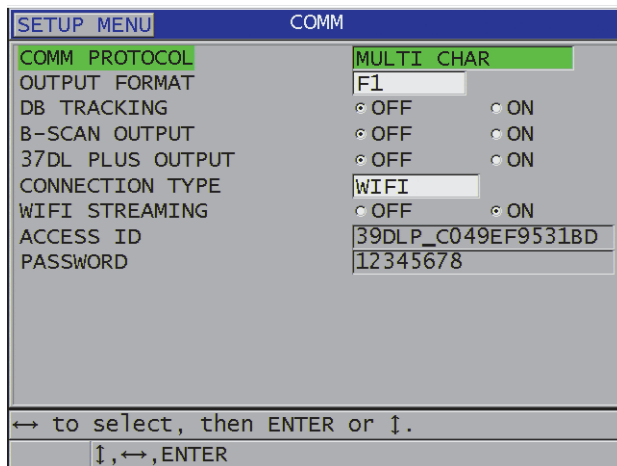 SETUP MENU COMM
COMM PROTOCOL MULTI CHAR
OUTPUT FORMAT F1
DB TRACKING OFF ON
B-SCAN OUTPUT OFF ON
37DL PLUS OUTPUT OFF ON
CONNECTION TYPE WIFI
WIFI STREAMING OFF ON
ACCESS ID 39DLP_C049EF9531BD
PASSWORD 12345678
↔ to select, then ENTER or ↕.
↕,↔,ENTER